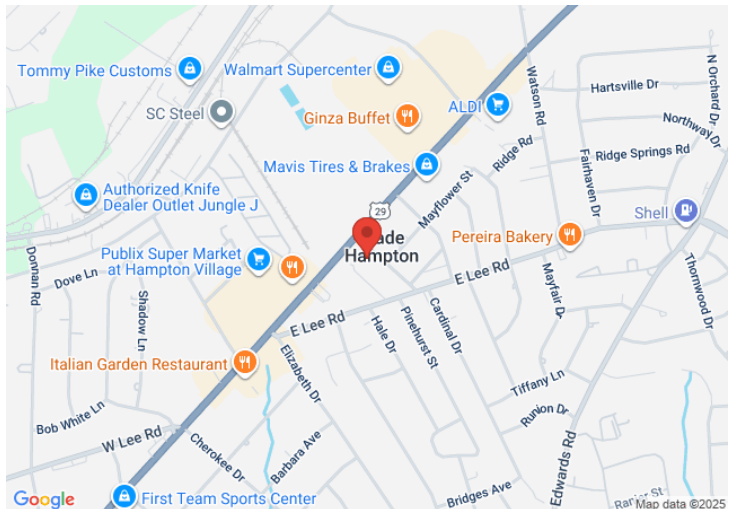 Tommy Pike Customs
Walmart Supercenter
Hartsville Dr
N Orchard Dr
Watson Rd
SC Steel
Ginza Buffet
ALDI
Northway Dr
Ridge Rd
Ridge Springs Rd
Mavis Tires & Brakes
Fairhaven Dr
Mayflower St
Authorized Knife
Dealer Outlet Jungle J
29
Shell
Pereira Bakery
Hampton
Publix Super Market
at Hampton Village
Donnan Rd
Dove Ln
E Lee Rd
Mayfair Dr
Thornwood Dr
Shadow Ln
E Lee Rd
Hale Dr
Pinehurst St
Cardinal Dr
Italian Garden Restaurant
Elizabeth Dr
Tiffany Ln
Bob White Ln
Runion Dr
W Lee Rd
Cherokee Dr
Barbara Ave
Edwards Rd
Google
First Team Sports Center
Bridges Ave
Map data ©2025